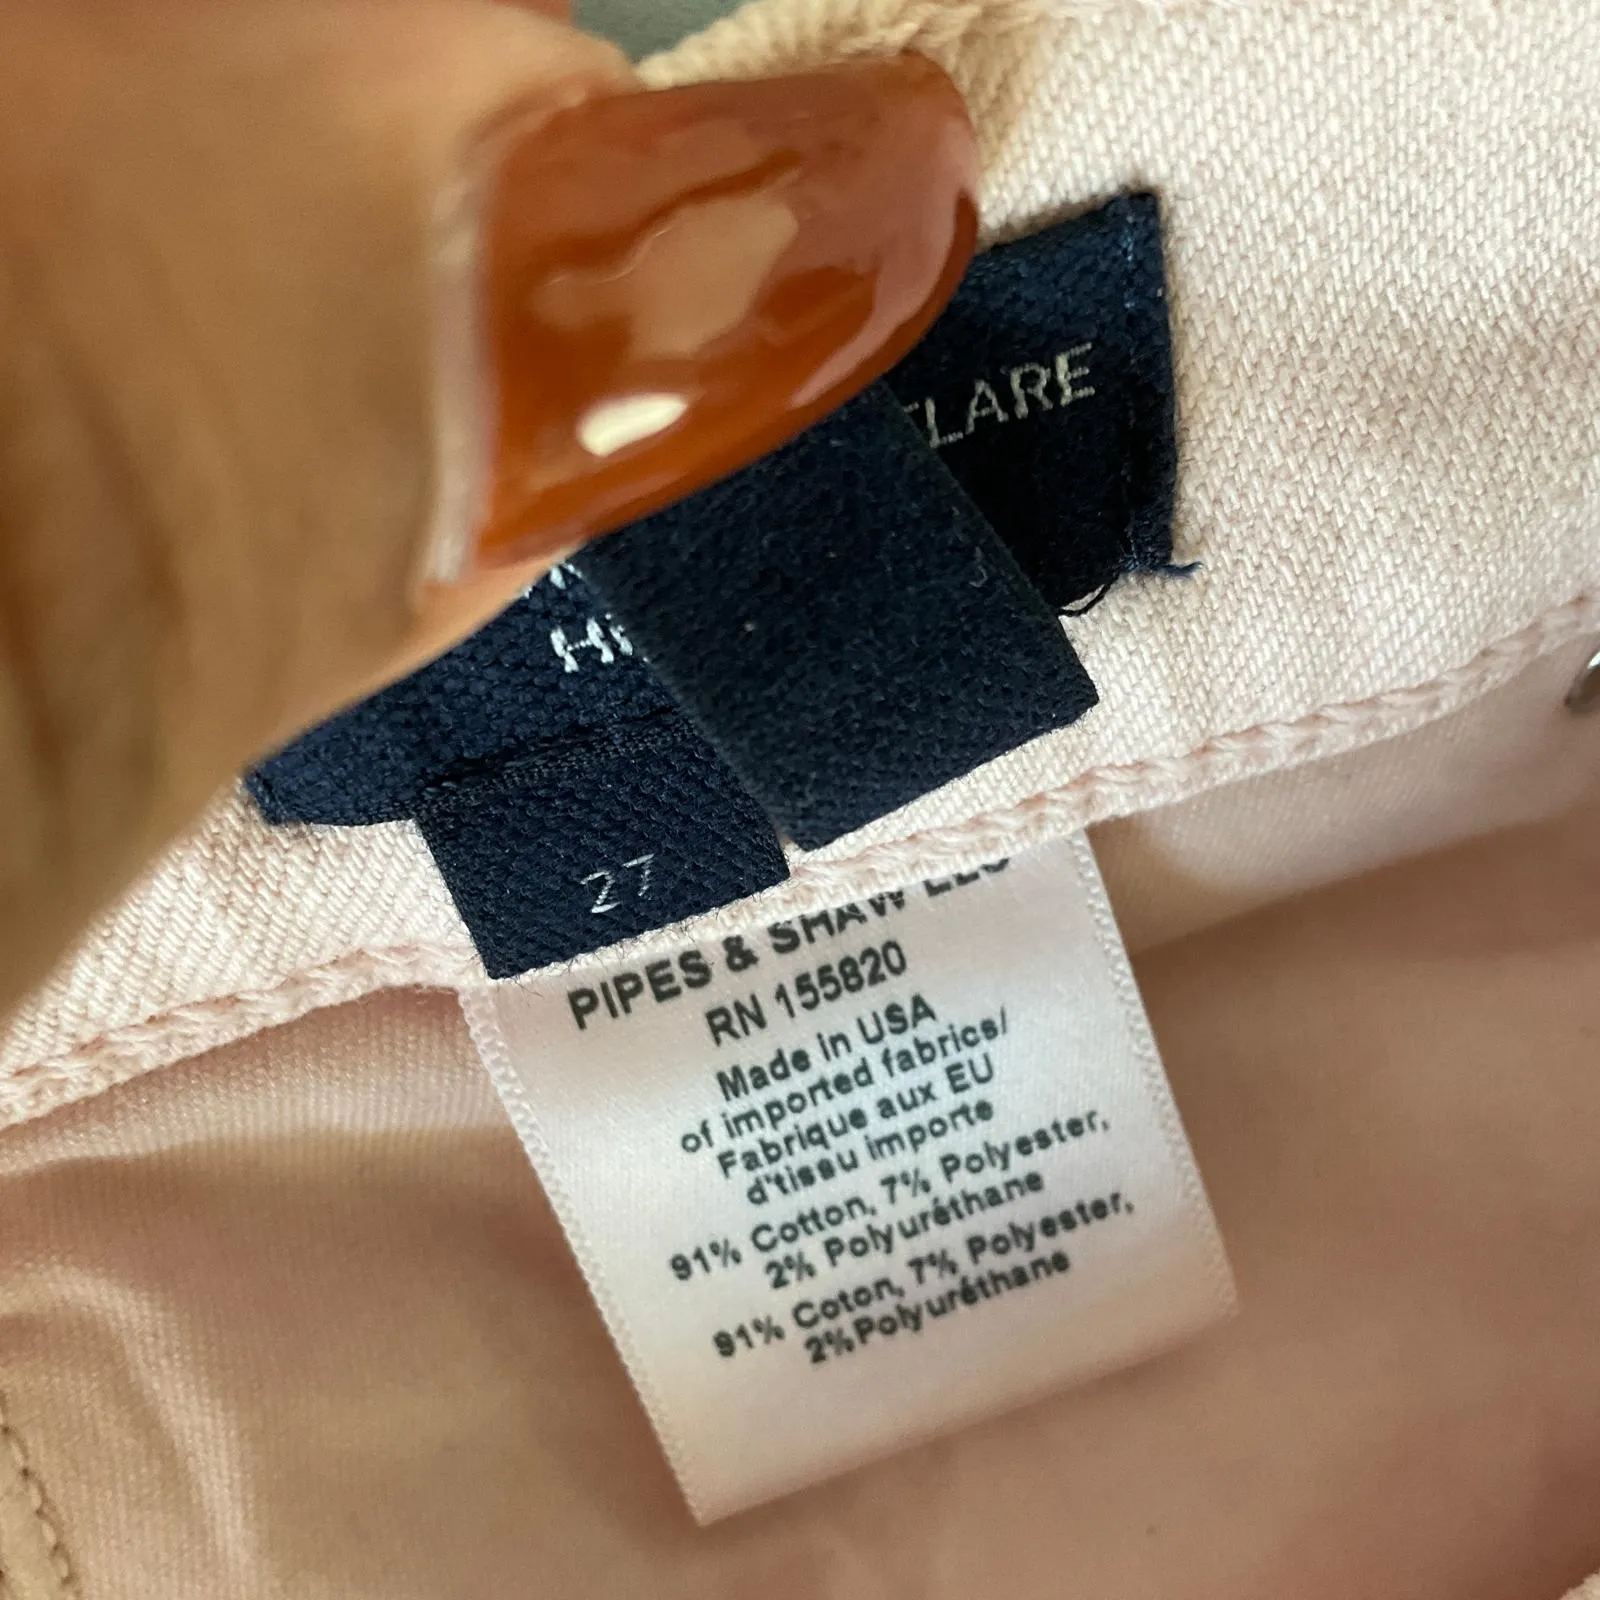 FLARE
27
PIPES & SHAW LLC
RN 155820
Made in USA
of imported fabrics/
Fabrique aux EU
d'tissu importe
91% Cotton, 7% Polyester,
2% Polyuréthane
91% Coton, 7% Polyester,
2%Polyuréthane